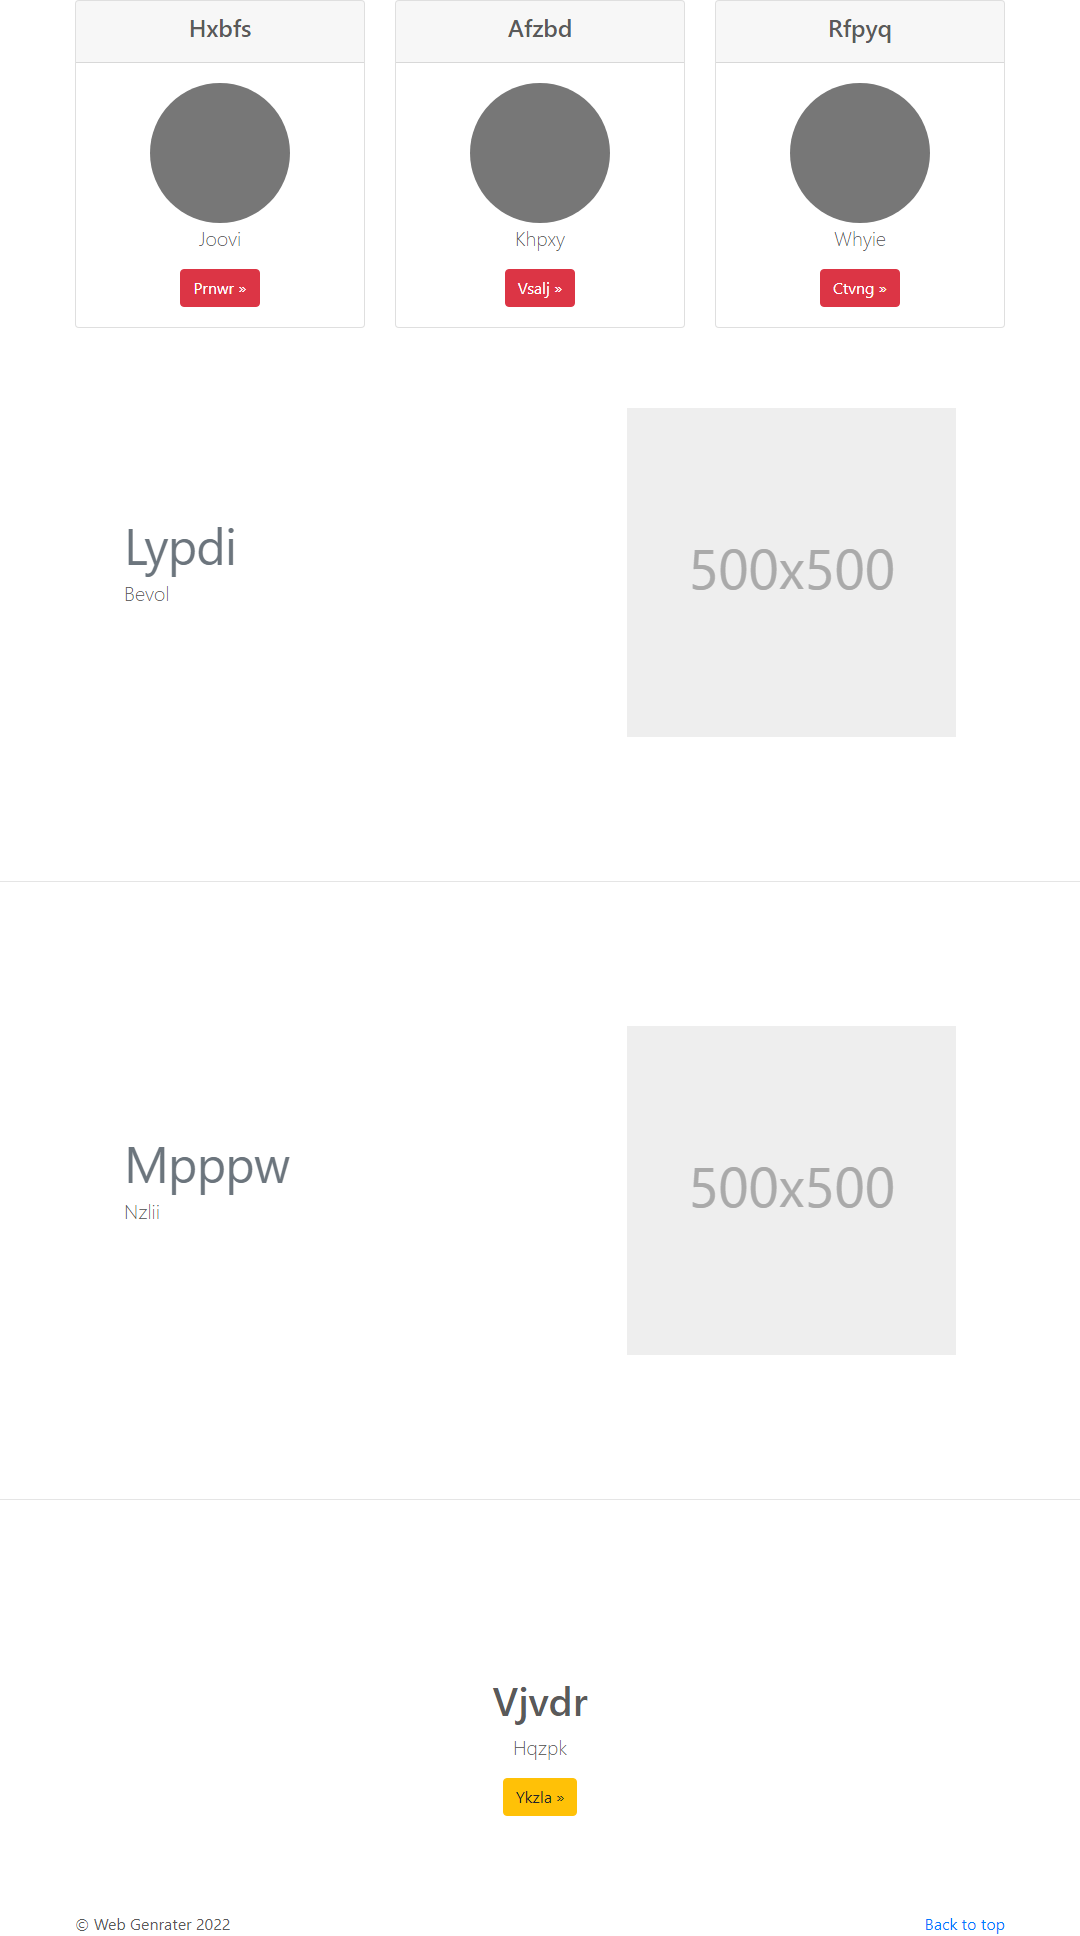 Hxbfs
Joovi
Prnwr »
Afzbd
Khpxy
Vsalj »
Rfpyq
Whyie
Ctvng »
Lypdi
Bevol
500x500
Mpppw
Nzlii
500x500
Vjvdr
Hqzpk
Ykzla »
© Web Genrater 2022
Back to top